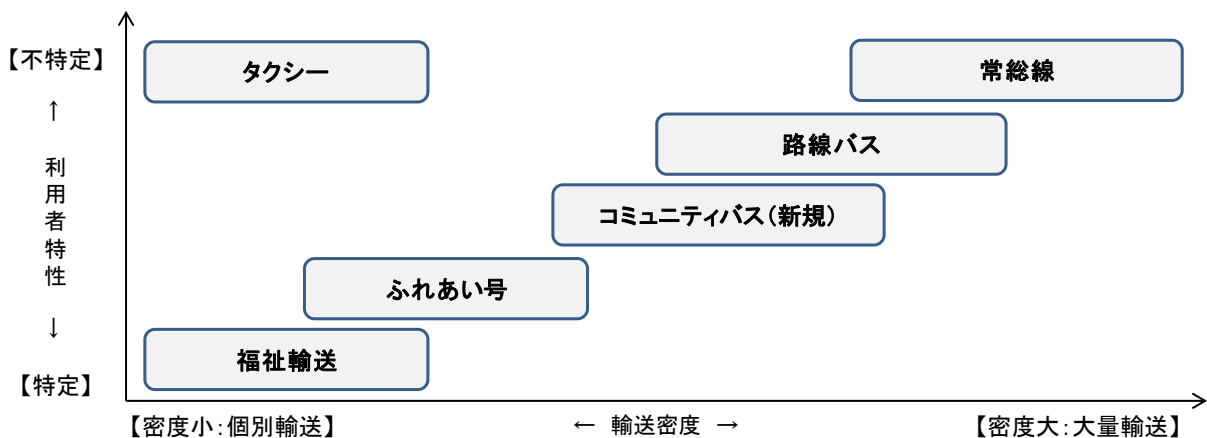 【不特定】
タクシー
常総線
↑
路線バス
利用者特性
コミュニティバス（新規）
ふれあい号
↓
福祉輸送
【特定】
【密度小：個別輸送】 ← 輸送密度 → 【密度大：大量輸送】